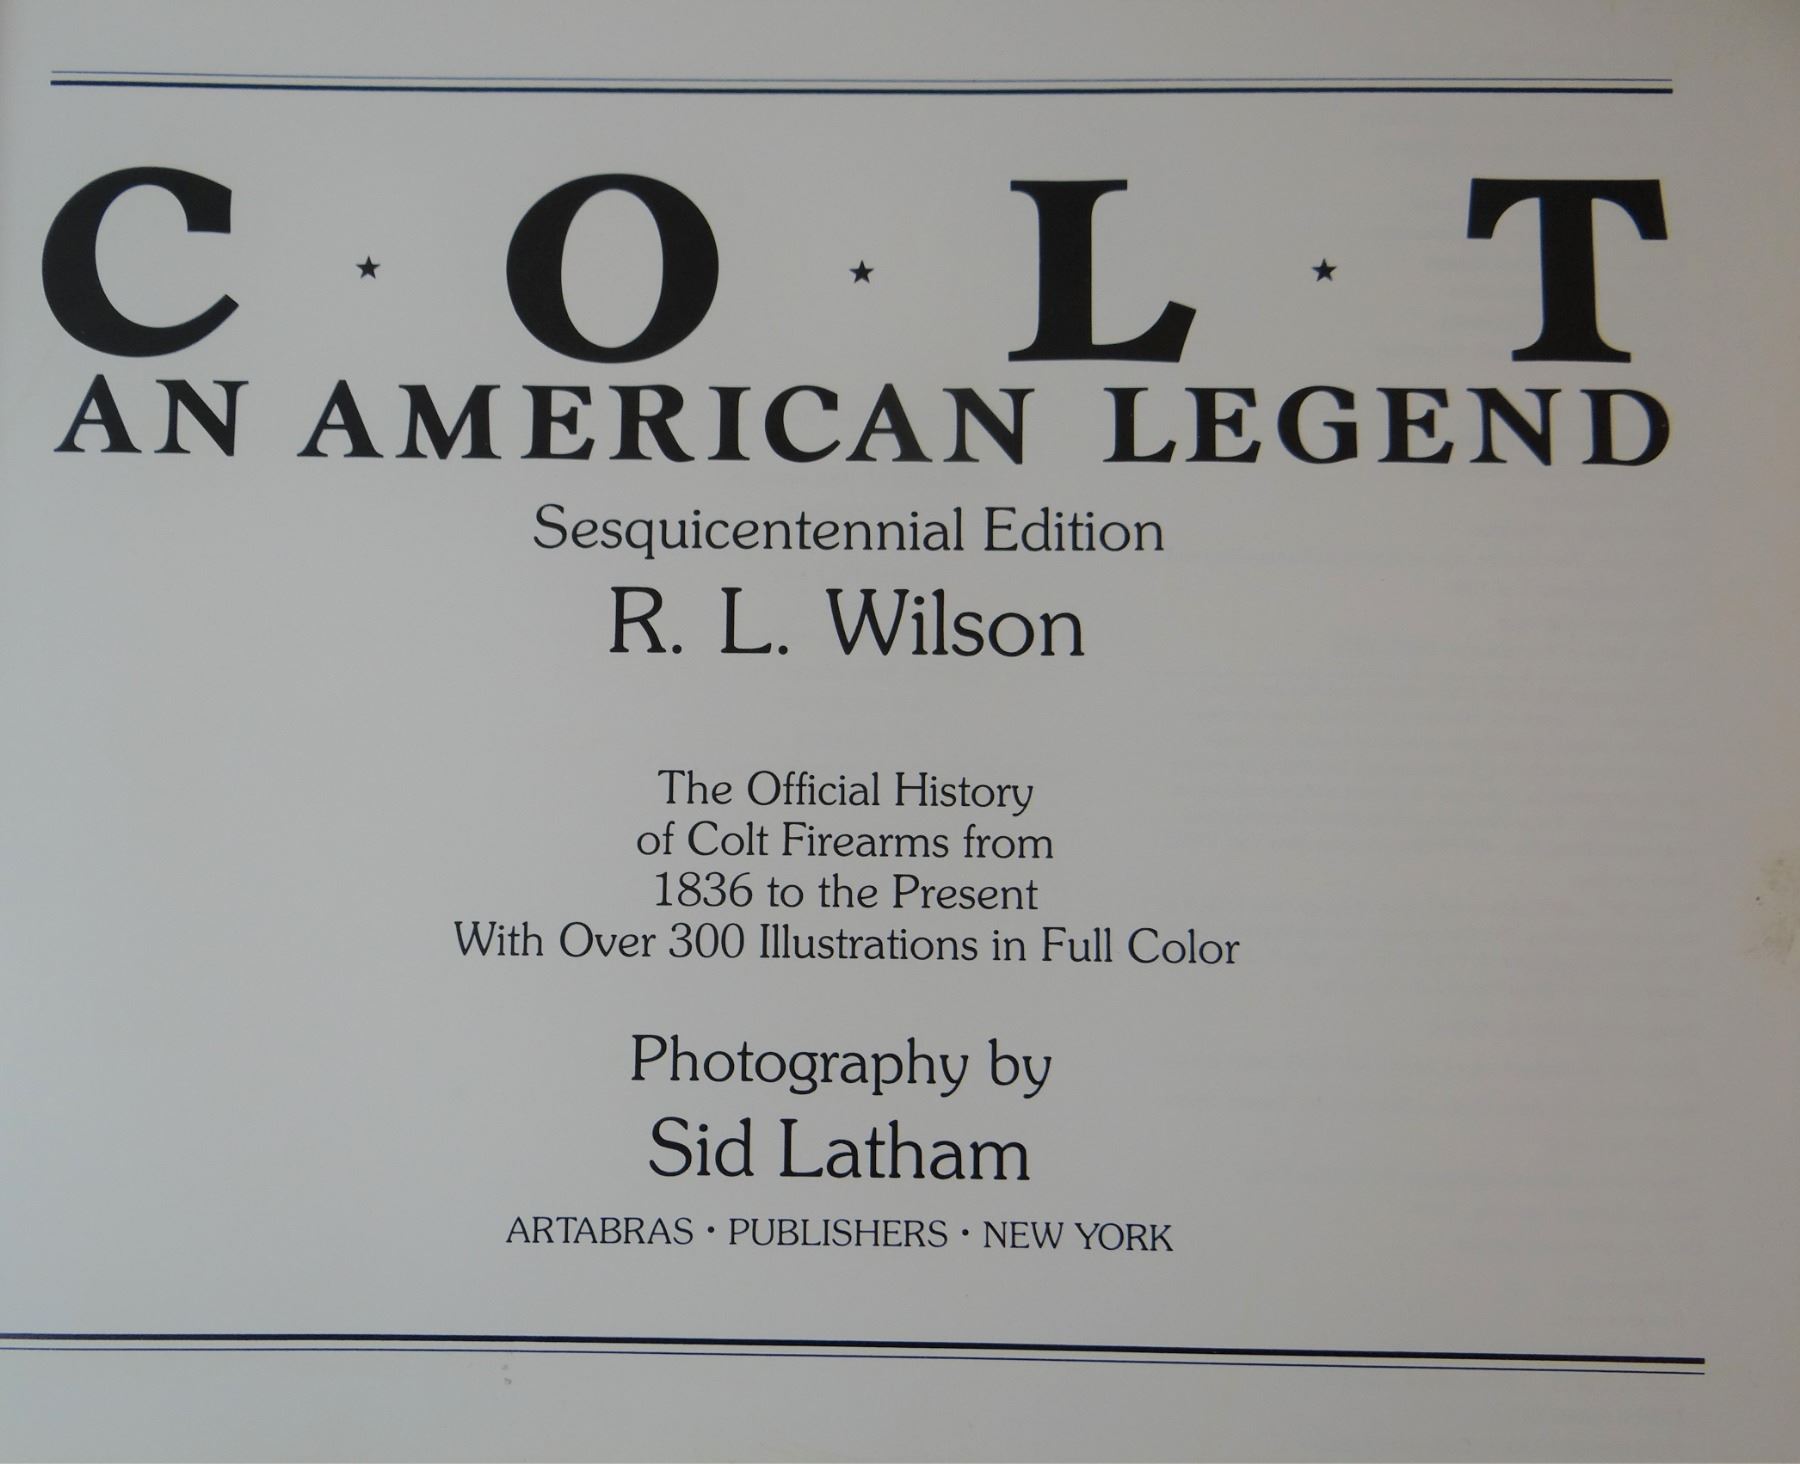 C ★ O ★ L ★ T
AN AMERICAN LEGEND
Sesquicentennial Edition
R. L. Wilson
The Official History
of Colt Firearms from
1836 to the Present
With Over 300 Illustrations in Full Color
Photography by
Sid Latham
ARTABRAS • PUBLISHERS • NEW YORK